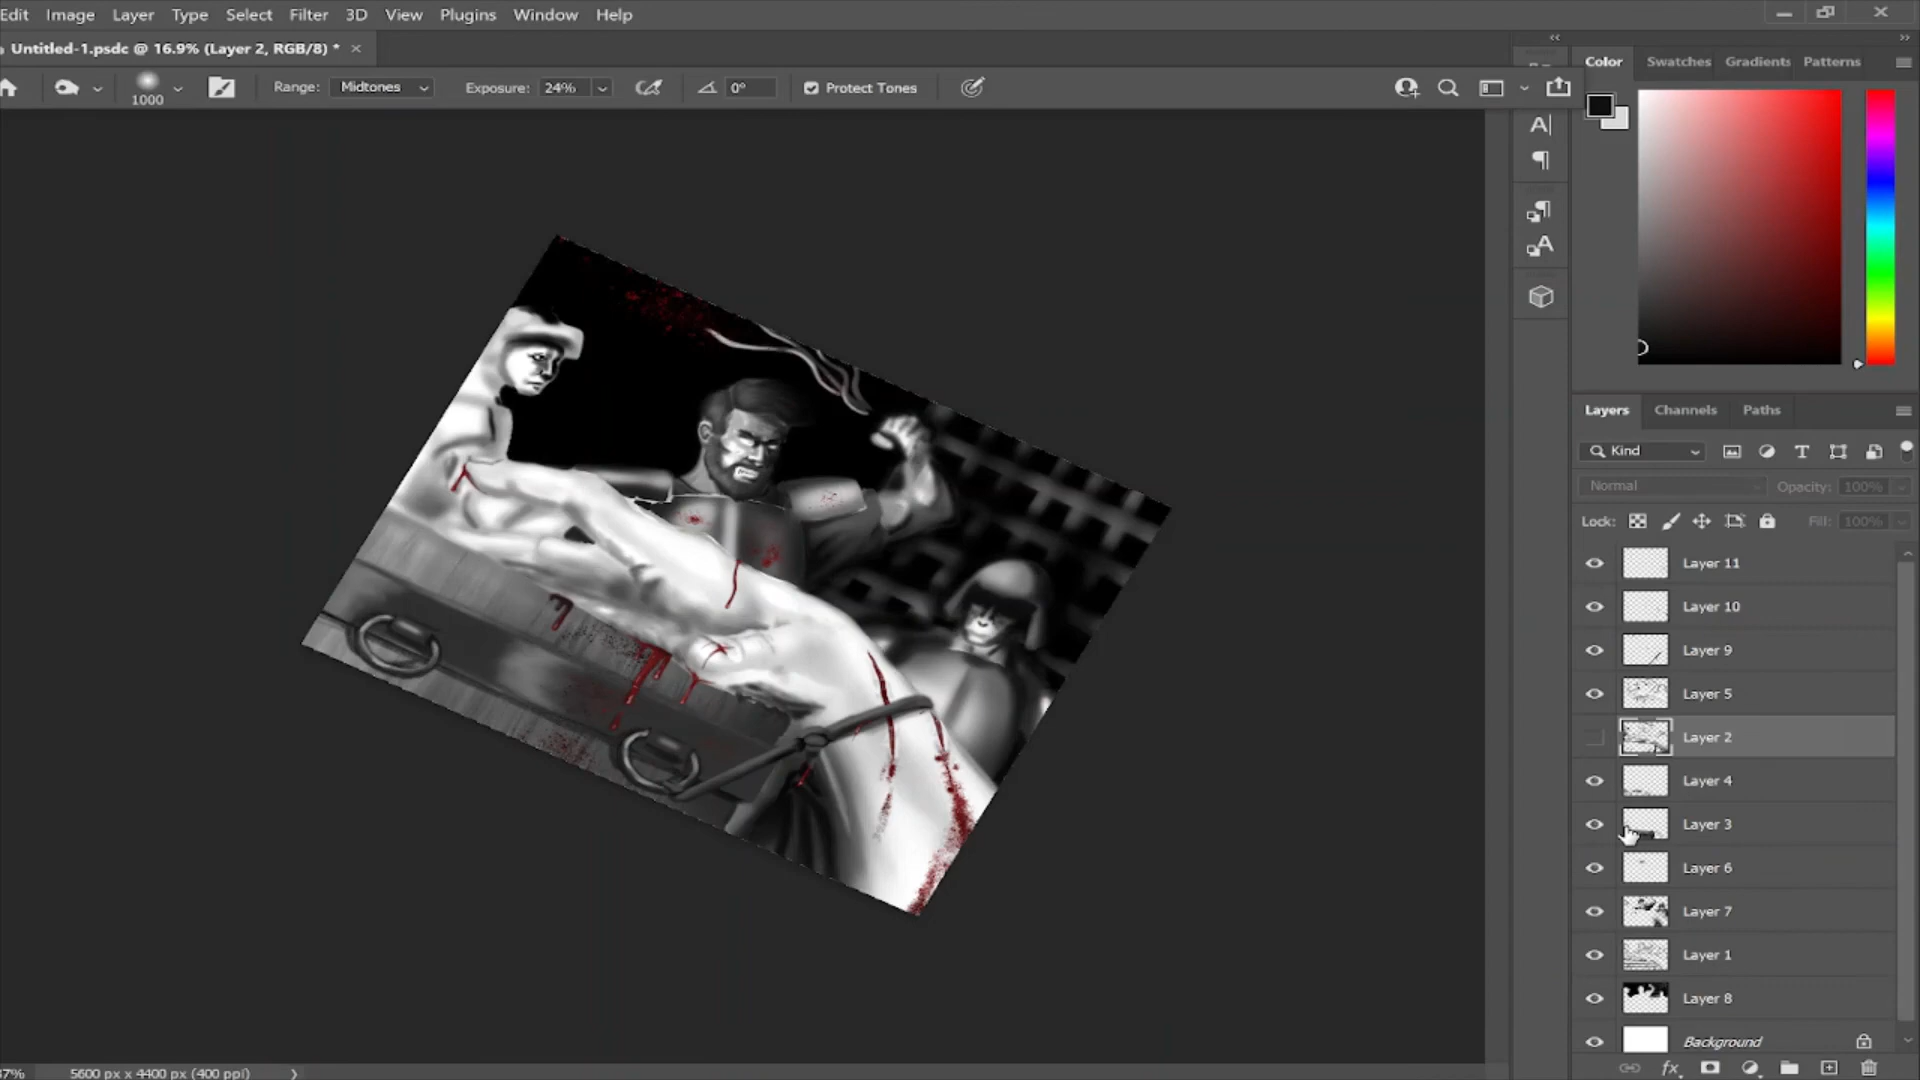 Edit Image Layer Type Select Filter 3D View Plugins Window Help
Untitled-1.psdc @ 16.9% (Layer 2, RGB/8) *
1000 Range: Midtones Exposure: 24% 0° Protect Tones
Color Swatches Gradients Patterns
Layers Channels Paths
Kind
Normal Opacity: 100%
Lock: Fill: 100%
Layer 11
Layer 10
Layer 9
Layer 5
Layer 2
Layer 4
Layer 3
Layer 6
Layer 7
Layer 1
Layer 8
Background
5600 px x 4400 px (400 ppi)